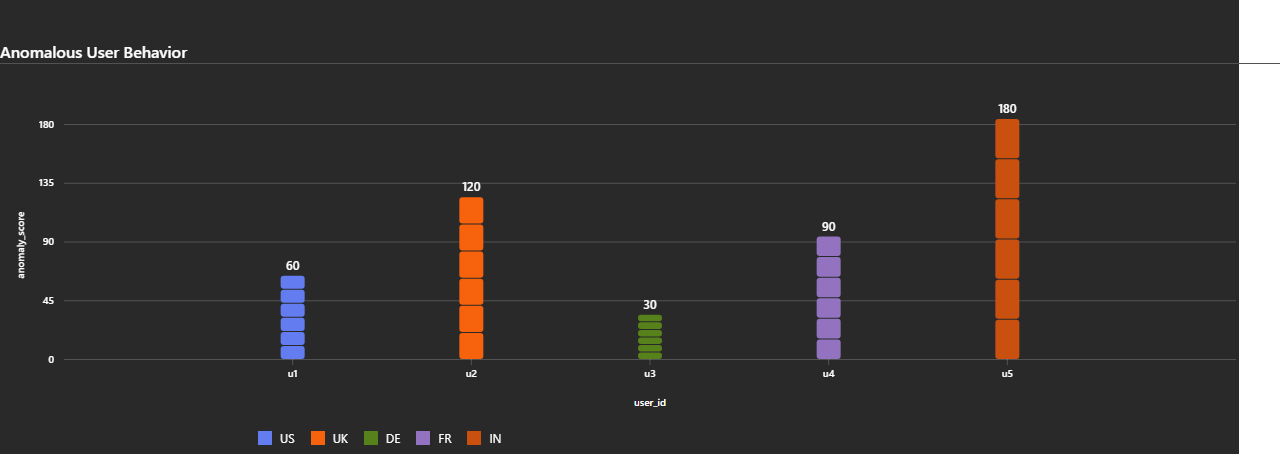 Anomalous User Behavior
180
180
135
120
90
90
anomaly_score
60
45
30
0
u1 u2 u3 u4 u5
user_id
US UK DE FR IN